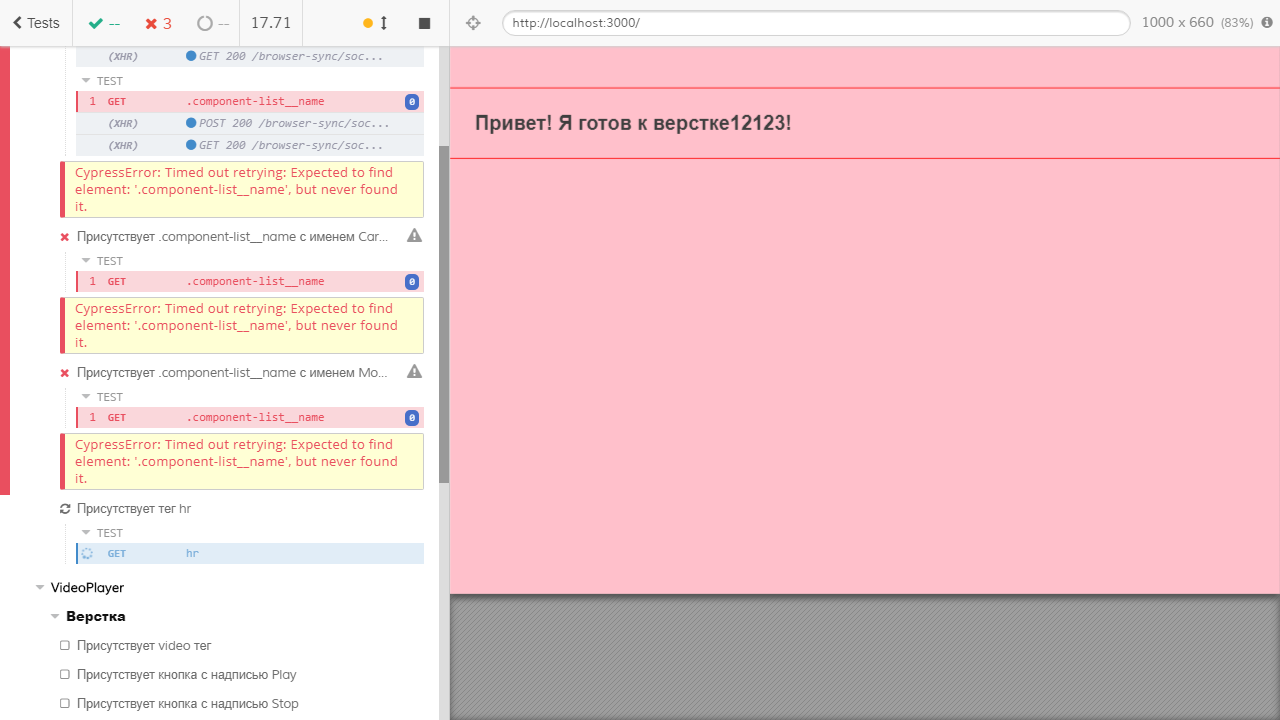 Tests
--
3
--
17.71
http://localhost:3000/
1000 x 660 (83%)
(XHR) GET 200 /browser-sync/soc...
TEST
1 GET .component-list__name 0
(XHR) POST 200 /browser-sync/soc...
(XHR) GET 200 /browser-sync/soc...
CypressError: Timed out retrying: Expected to find
element: '.component-list__name', but never found
it.
Присутствует .component-list__name с именем Car...
TEST
1 GET .component-list__name 0
CypressError: Timed out retrying: Expected to find
element: '.component-list__name', but never found
it.
Присутствует .component-list__name с именем Mo...
TEST
1 GET .component-list__name 0
CypressError: Timed out retrying: Expected to find
element: '.component-list__name', but never found
it.
Присутствует тег hr
TEST
GET hr
VideoPlayer
Верстка
Присутствует video тег
Присутствует кнопка с надписью Play
Присутствует кнопка с надписью Stop
Привет! Я готов к верстке12123!